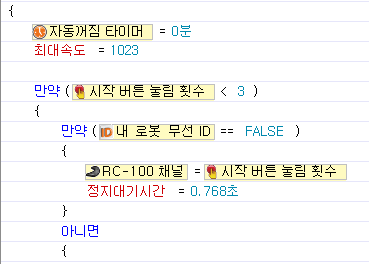 {
자동꺼짐 타이머 = 0분
최대속도 = 1023
만약 ( 시작 버튼 눌림 횟수 < 3 )
{
만약 ( ID 내 로봇 무선 ID == FALSE )
{
RC-100 채널 = 시작 버튼 눌림 횟수
정지대기시간 = 0.768초
}
아니면
{